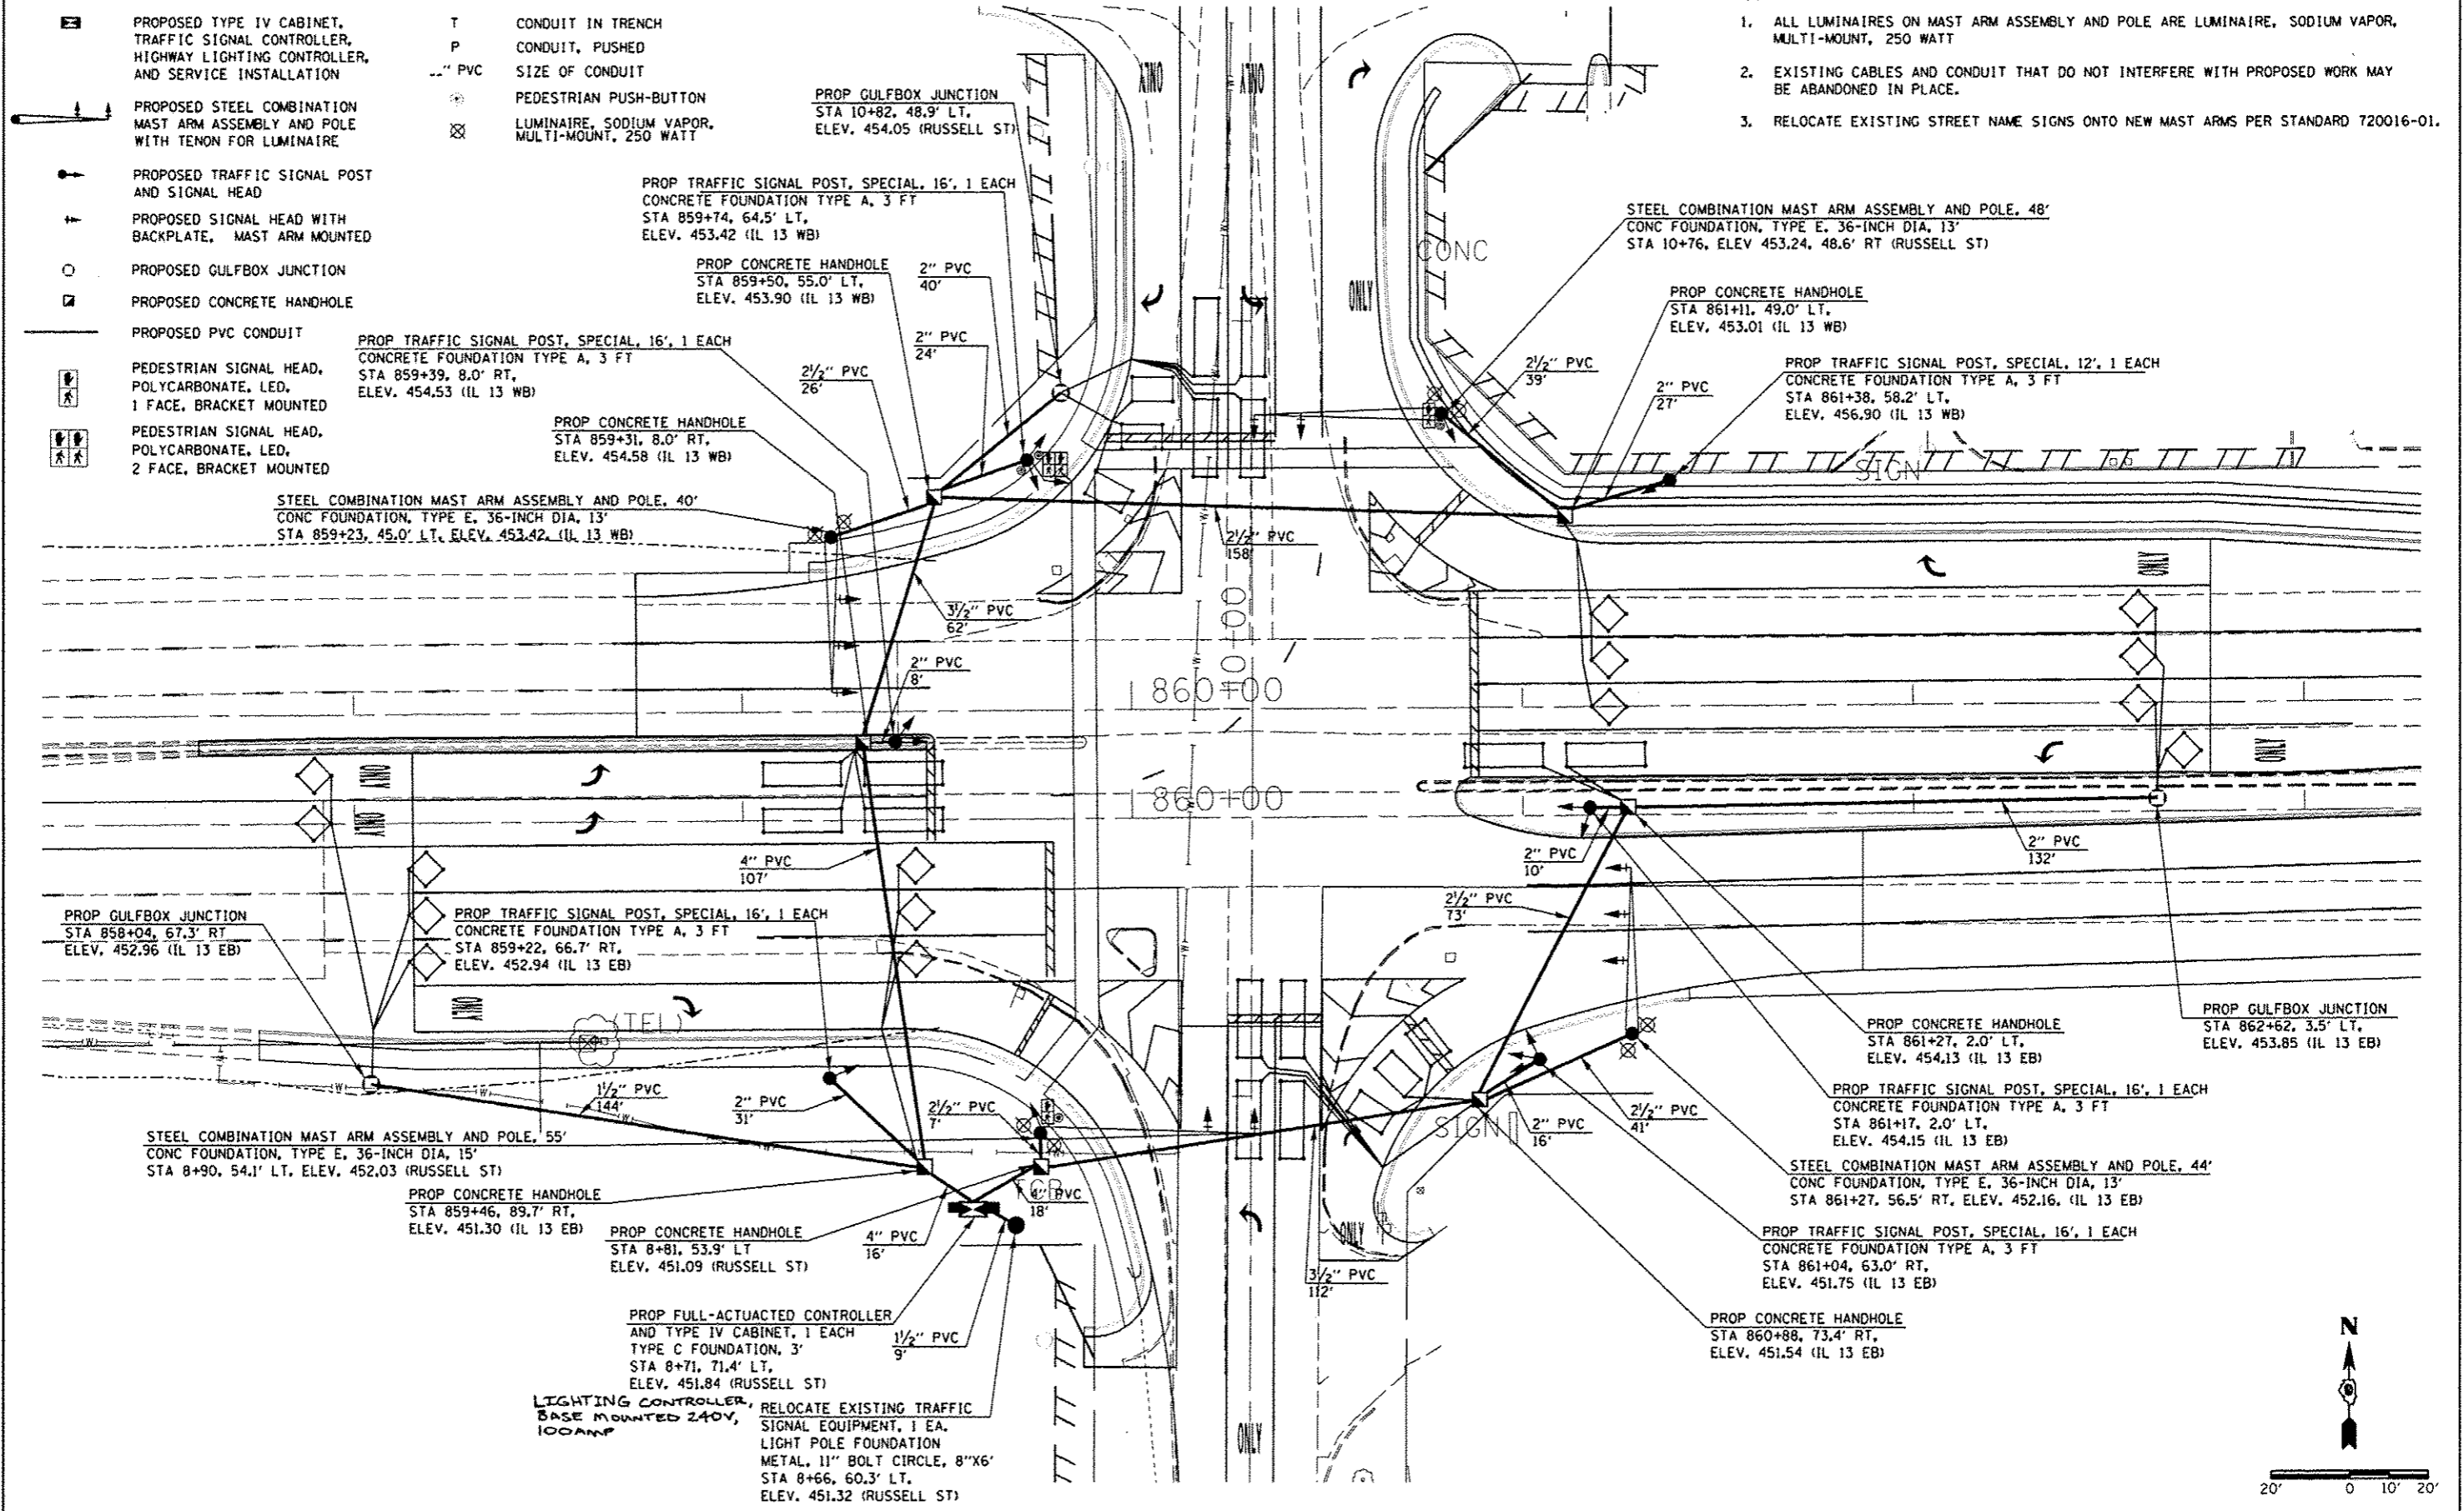 PROPOSED TYPE IV CABINET,
TRAFFIC SIGNAL CONTROLLER,
HIGHWAY LIGHTING CONTROLLER,
AND SERVICE INSTALLATION
PROPOSED STEEL COMBINATION
MAST ARM ASSEMBLY AND POLE
WITH TENON FOR LUMINAIRE
PROPOSED TRAFFIC SIGNAL POST
AND SIGNAL HEAD
PROPOSED SIGNAL HEAD WITH
BACKPLATE, MAST ARM MOUNTED
PROPOSED GULFBOX JUNCTION
PROPOSED CONCRETE HANDHOLE
PROPOSED PVC CONDUIT
PEDESTRIAN SIGNAL HEAD,
POLYCARBONATE, LED,
1 FACE, BRACKET MOUNTED
PEDESTRIAN SIGNAL HEAD,
POLYCARBONATE, LED,
2 FACE, BRACKET MOUNTED
T CONDUIT IN TRENCH
P CONDUIT, PUSHED
__" PVC SIZE OF CONDUIT
PEDESTRIAN PUSH-BUTTON
LUMINAIRE, SODIUM VAPOR,
MULTI-MOUNT, 250 WATT
1. ALL LUMINAIRES ON MAST ARM ASSEMBLY AND POLE ARE LUMINAIRE, SODIUM VAPOR,
MULTI-MOUNT, 250 WATT
2. EXISTING CABLES AND CONDUIT THAT DO NOT INTERFERE WITH PROPOSED WORK MAY
BE ABANDONED IN PLACE.
3. RELOCATE EXISTING STREET NAME SIGNS ONTO NEW MAST ARMS PER STANDARD 720016-01.
PROP GULFBOX JUNCTION
STA 10+82, 48.9' LT,
ELEV. 454.05 (RUSSELL ST)
PROP TRAFFIC SIGNAL POST, SPECIAL, 16', 1 EACH
CONCRETE FOUNDATION TYPE A, 3 FT
STA 859+74, 64.5' LT,
ELEV. 453.42 (IL 13 WB)
PROP CONCRETE HANDHOLE
STA 859+50, 55.0' LT,
ELEV. 453.90 (IL 13 WB)
2" PVC
40'
2" PVC
24'
PROP TRAFFIC SIGNAL POST, SPECIAL, 16', 1 EACH
CONCRETE FOUNDATION TYPE A, 3 FT
STA 859+39, 8.0' RT,
ELEV. 454.53 (IL 13 WB)
2½" PVC
26'
PROP CONCRETE HANDHOLE
STA 859+31, 8.0' RT,
ELEV. 454.58 (IL 13 WB)
STEEL COMBINATION MAST ARM ASSEMBLY AND POLE, 40'
CONC FOUNDATION, TYPE E, 36-INCH DIA, 13'
STA 859+23, 45.0' LT, ELEV. 453.42, (IL 13 WB)
STEEL COMBINATION MAST ARM ASSEMBLY AND POLE, 48'
CONC FOUNDATION, TYPE E, 36-INCH DIA, 13'
STA 10+76, ELEV 453.24, 48.6' RT (RUSSELL ST)
PROP CONCRETE HANDHOLE
STA 861+11, 49.0' LT,
ELEV. 453.01 (IL 13 WB)
PROP TRAFFIC SIGNAL POST, SPECIAL, 12', 1 EACH
CONCRETE FOUNDATION TYPE A, 3 FT
STA 861+38, 58.2' LT,
ELEV. 456.90 (IL 13 WB)
2½" PVC
39'
2" PVC
27'
CONC
ONLY
ONLY
ONLY
SIGN
2½" PVC
158'
3½" PVC
62'
2" PVC
8'
860+00
860+00
10+00
ONLY
ONLY
ONLY
ONLY
ONLY
4" PVC
107'
2" PVC
10'
2½" PVC
73'
2" PVC
132'
PROP GULFBOX JUNCTION
STA 858+04, 67.3' RT
ELEV. 452.96 (IL 13 EB)
PROP TRAFFIC SIGNAL POST, SPECIAL, 16', 1 EACH
CONCRETE FOUNDATION TYPE A, 3 FT
STA 859+22, 66.7' RT,
ELEV. 452.94 (IL 13 EB)
(TEL)
1½" PVC
144'
2" PVC
31'
2½" PVC
7'
STEEL COMBINATION MAST ARM ASSEMBLY AND POLE, 55'
CONC FOUNDATION, TYPE E, 36-INCH DIA, 15'
STA 8+90, 54.1' LT, ELEV. 452.03 (RUSSELL ST)
PROP CONCRETE HANDHOLE
STA 859+46, 89.7' RT,
ELEV. 451.30 (IL 13 EB)
PROP CONCRETE HANDHOLE
STA 8+81, 53.9' LT
ELEV. 451.09 (RUSSELL ST)
4" PVC
16'
TCB
4" PVC
18'
PROP FULL-ACTUACTED CONTROLLER
AND TYPE IV CABINET, 1 EACH
TYPE C FOUNDATION, 3'
STA 8+71, 71.4' LT,
ELEV. 451.84 (RUSSELL ST)
LIGHTING CONTROLLER,
BASE MOUNTED 240V,
100AMP
1½" PVC
9'
RELOCATE EXISTING TRAFFIC
SIGNAL EQUIPMENT, 1 EA.
LIGHT POLE FOUNDATION
METAL, 11" BOLT CIRCLE, 8"X6'
STA 8+66, 60.3' LT.
ELEV. 451.32 (RUSSELL ST)
3½" PVC
112'
ONLY
ONLY
SIGN
2" PVC
16'
2½" PVC
41'
PROP CONCRETE HANDHOLE
STA 861+27, 2.0' LT,
ELEV. 454.13 (IL 13 EB)
PROP GULFBOX JUNCTION
STA 862+62, 3.5' LT,
ELEV. 453.85 (IL 13 EB)
PROP TRAFFIC SIGNAL POST, SPECIAL, 16', 1 EACH
CONCRETE FOUNDATION TYPE A, 3 FT
STA 861+17, 2.0' LT,
ELEV. 454.15 (IL 13 EB)
STEEL COMBINATION MAST ARM ASSEMBLY AND POLE, 44'
CONC FOUNDATION, TYPE E, 36-INCH DIA, 13'
STA 861+27, 56.5' RT, ELEV. 452.16, (IL 13 EB)
PROP TRAFFIC SIGNAL POST, SPECIAL, 16', 1 EACH
CONCRETE FOUNDATION TYPE A, 3 FT
STA 861+04, 63.0' RT,
ELEV. 451.75 (IL 13 EB)
PROP CONCRETE HANDHOLE
STA 860+88, 73.4' RT,
ELEV. 451.54 (IL 13 EB)
N
20' 0 10' 20'